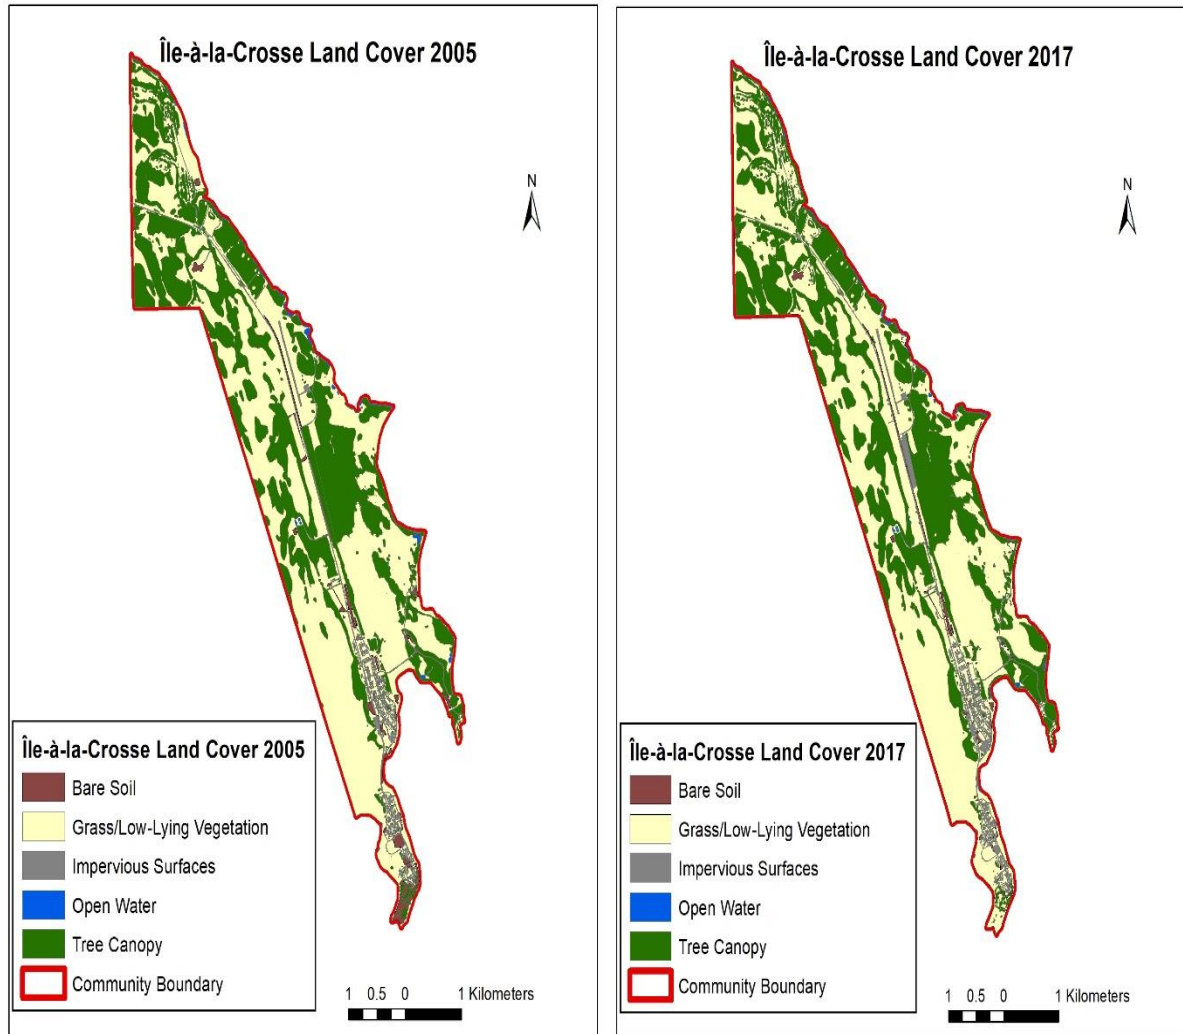 Île-à-la-Crosse Land Cover 2005
N
Île-à-la-Crosse Land Cover 2005
Bare Soil
Grass/Low-Lying Vegetation
Impervious Surfaces
Open Water
Tree Canopy
Community Boundary
1 0.5 0 1 Kilometers
Île-à-la-Crosse Land Cover 2017
N
Île-à-la-Crosse Land Cover 2017
Bare Soil
Grass/Low-Lying Vegetation
Impervious Surfaces
Open Water
Tree Canopy
Community Boundary
1 0.5 0 1 Kilometers